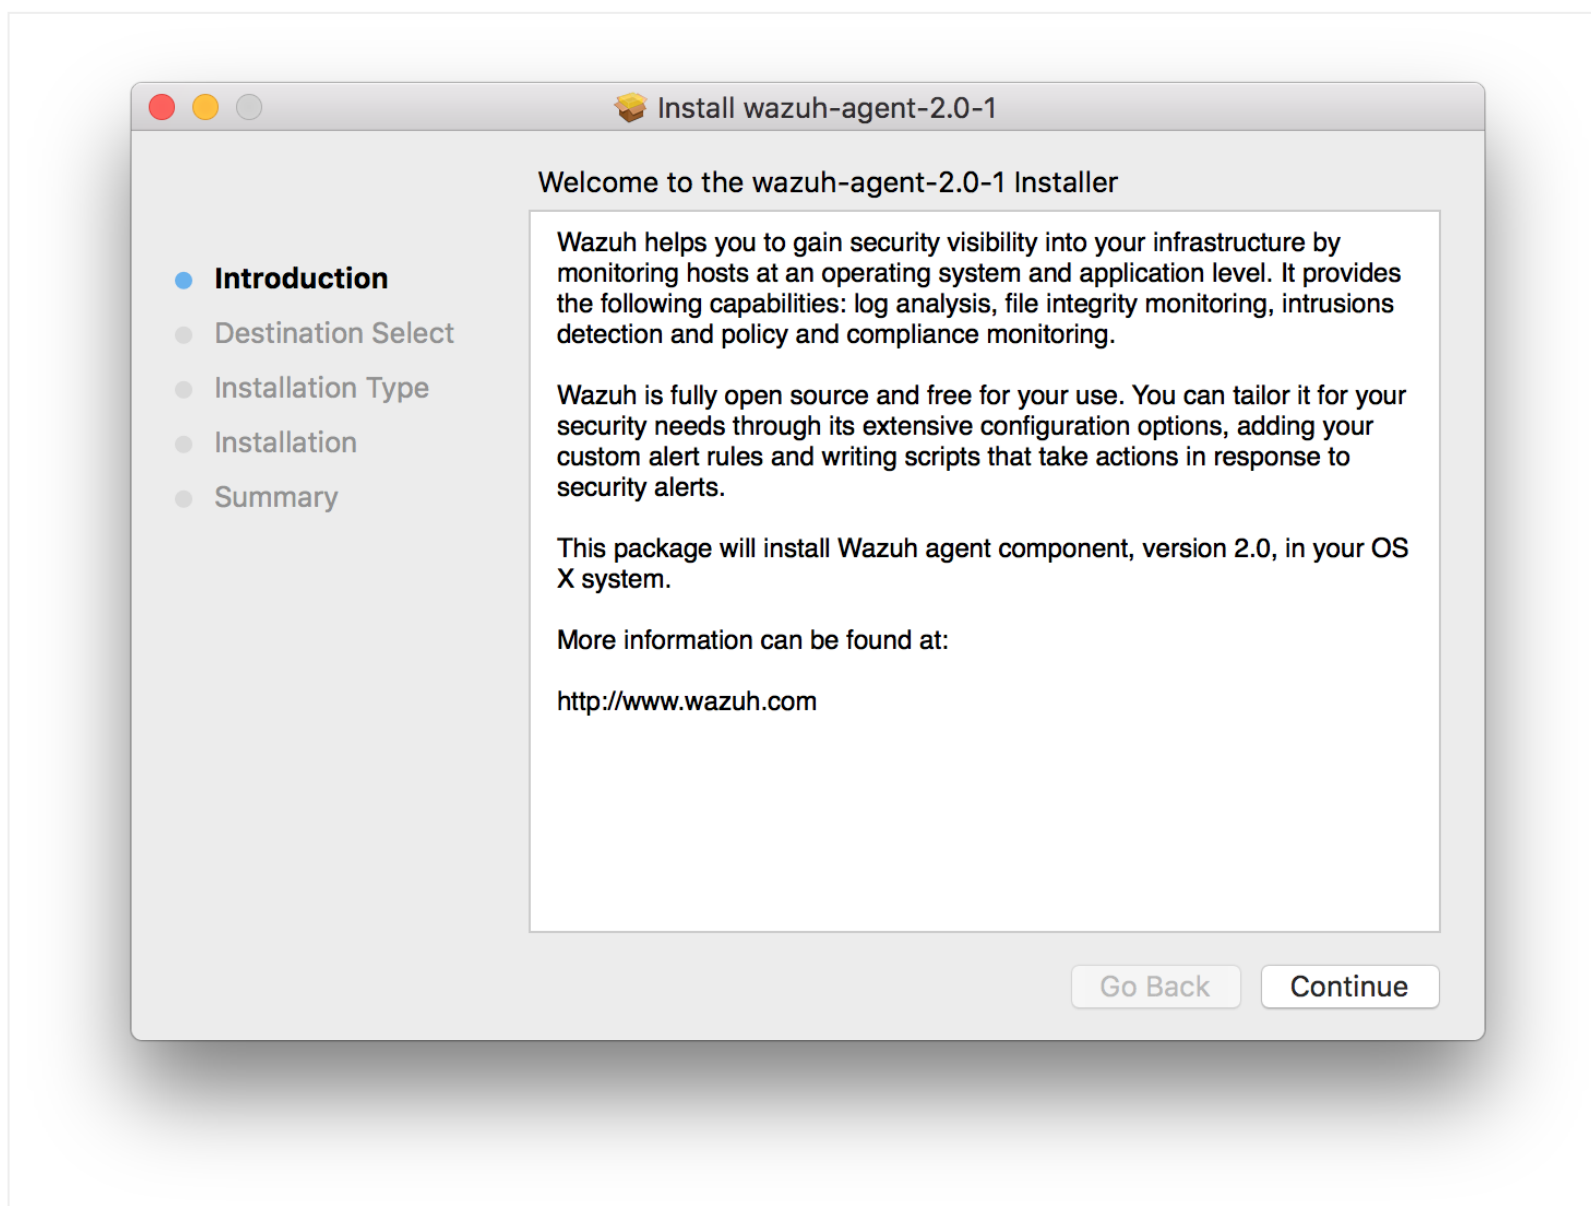 Install wazuh-agent-2.0-1
Welcome to the wazuh-agent-2.0-1 Installer
Introduction
Destination Select
Installation Type
Installation
Summary
Wazuh helps you to gain security visibility into your infrastructure by
monitoring hosts at an operating system and application level. It provides
the following capabilities: log analysis, file integrity monitoring, intrusions
detection and policy and compliance monitoring.
Wazuh is fully open source and free for your use. You can tailor it for your
security needs through its extensive configuration options, adding your
custom alert rules and writing scripts that take actions in response to
security alerts.
This package will install Wazuh agent component, version 2.0, in your OS
X system.
More information can be found at:
http://www.wazuh.com
Go Back
Continue